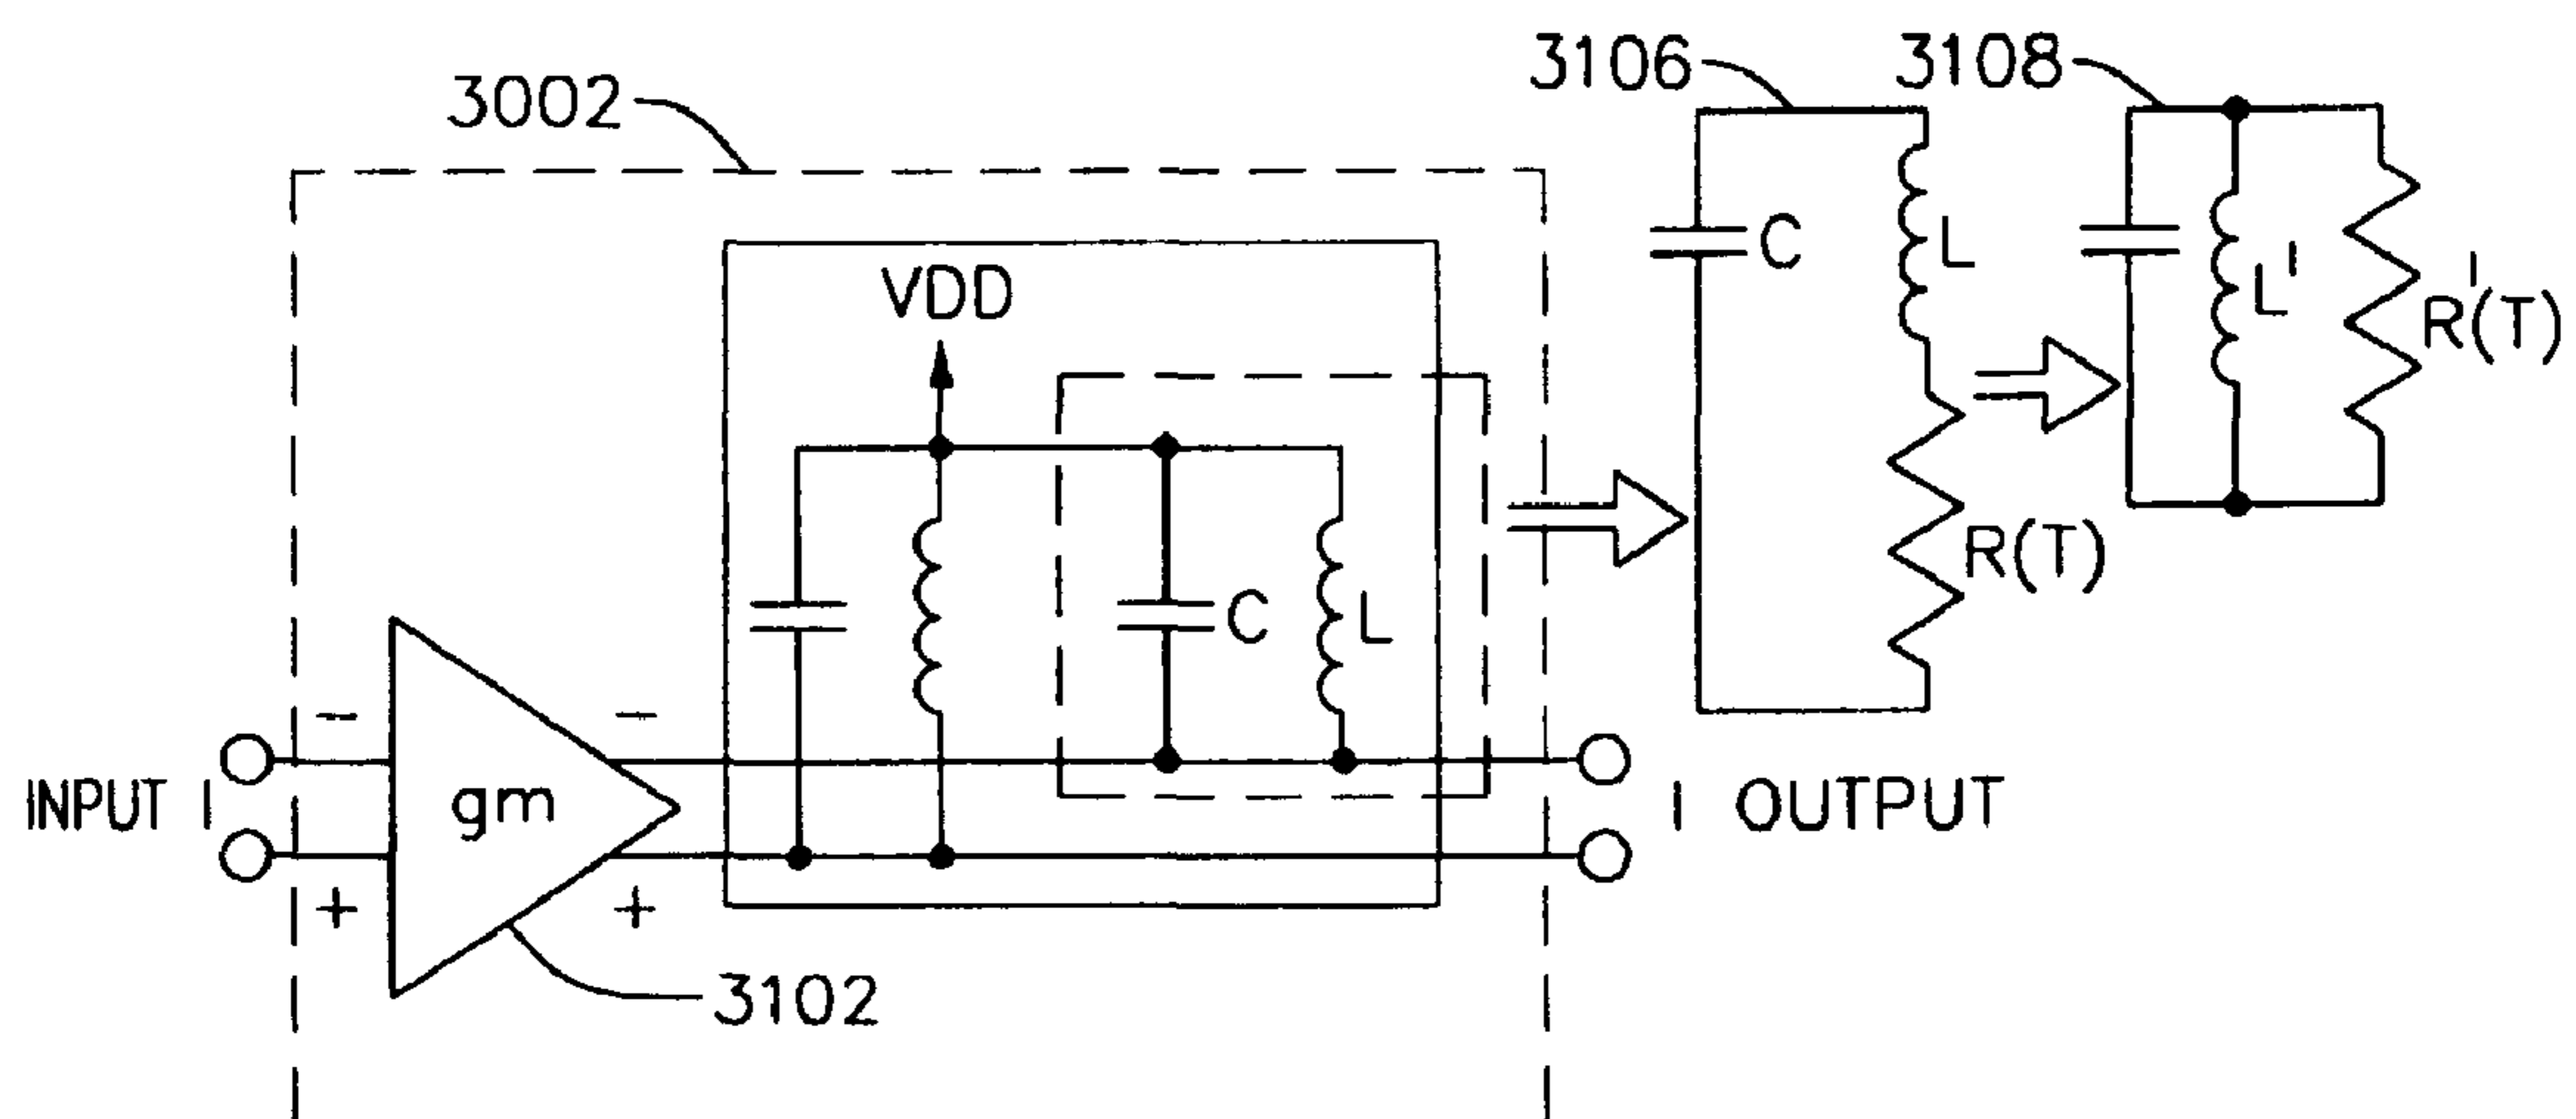 3106
3108
3002
C
L
L'
R'(T)
VDD
R(T)
C
L
-
-
INPUT I
gm
I OUTPUT
+
+
3102